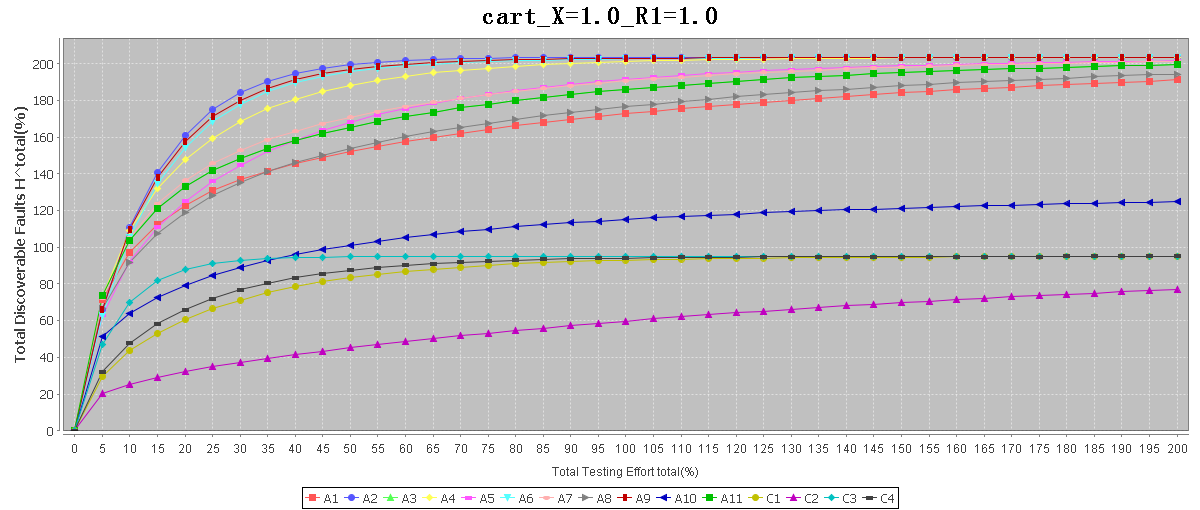 cart_X=1.0_R1=1.0
Total Discoverable Faults H^total(%)
200
180
160
140
120
100
80
60
40
20
0
0 5 10 15 20 25 30 35 40 45 50 55 60 65 70 75 80 85 90 95 100 105 110 115 120 125 130 135 140 145 150 155 160 165 170 175 180 185 190 195 200
Total Testing Effort total(%)
A1 A2 A3 A4 A5 A6 A7 A8 A9 A10 A11 C1 C2 C3 C4